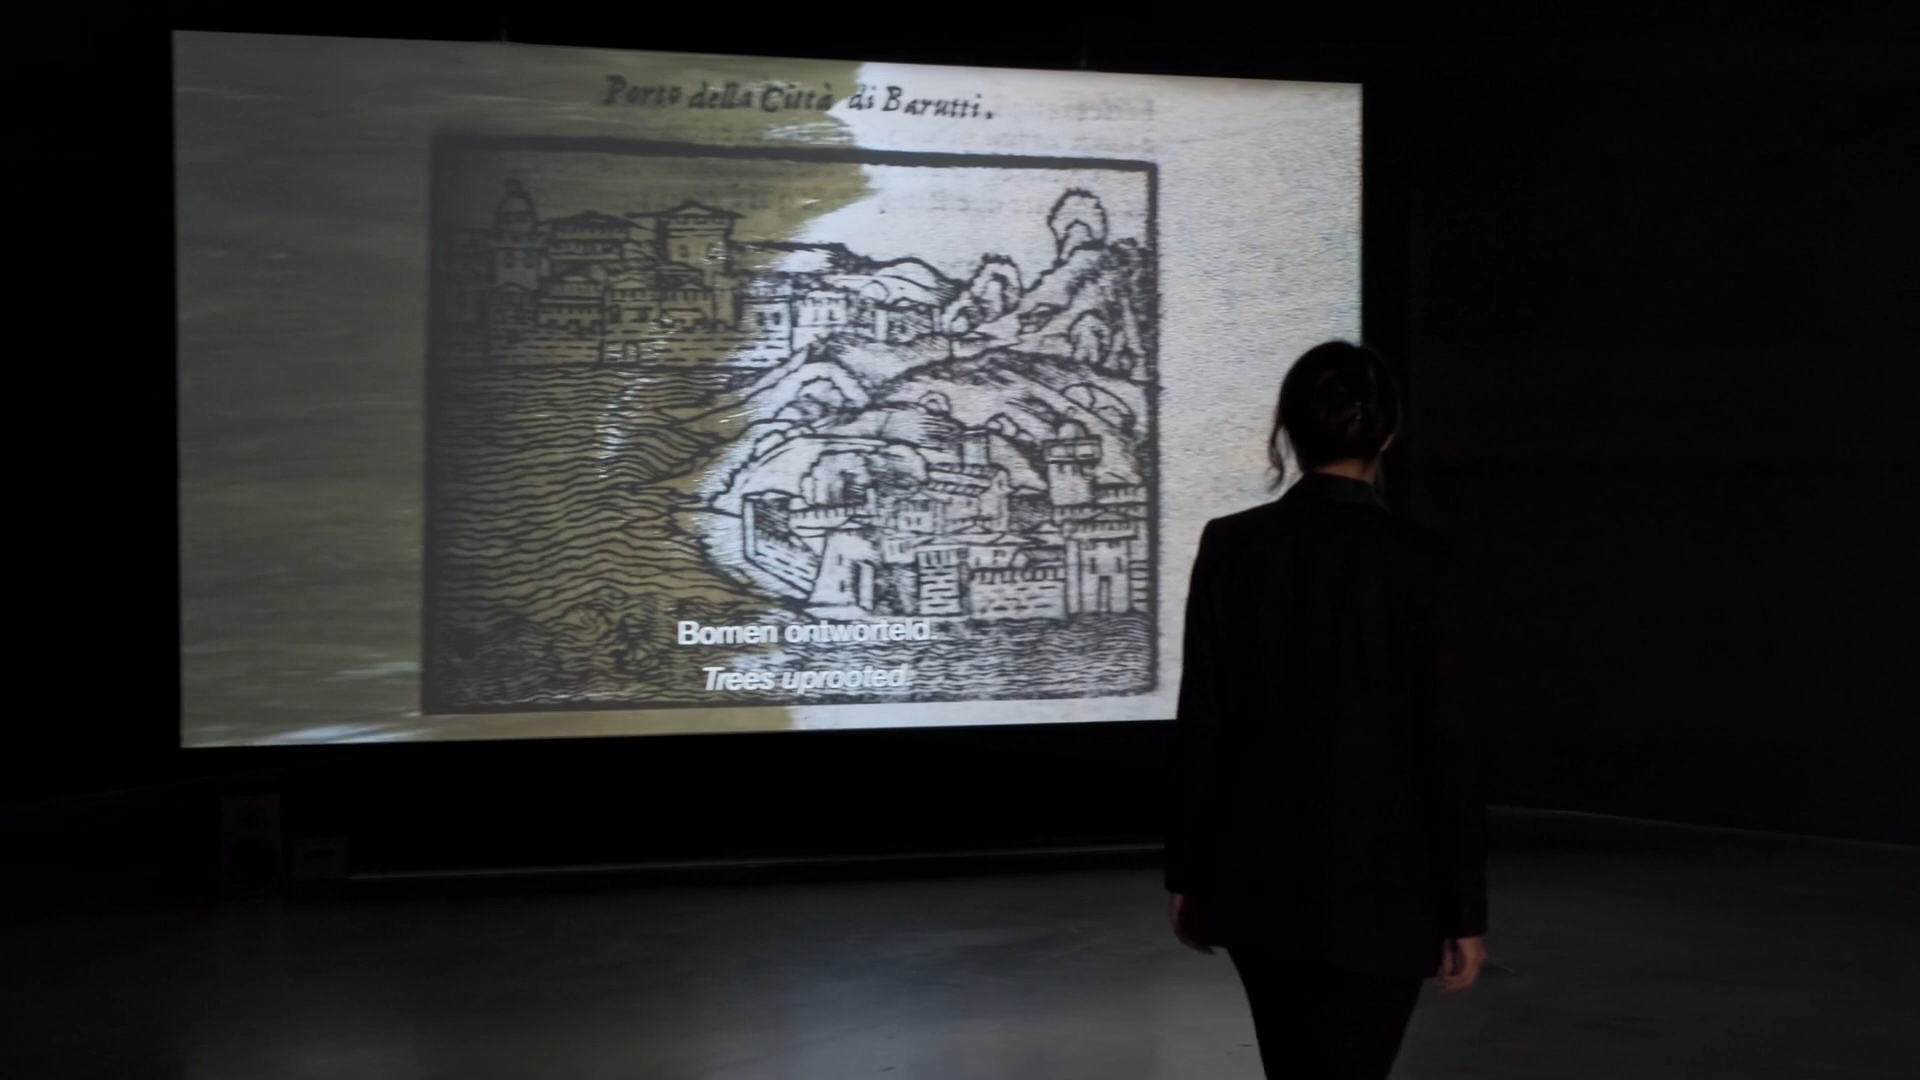 Porto della Città di Barutti.
Bomen ontworteld.
Trees uprooted.